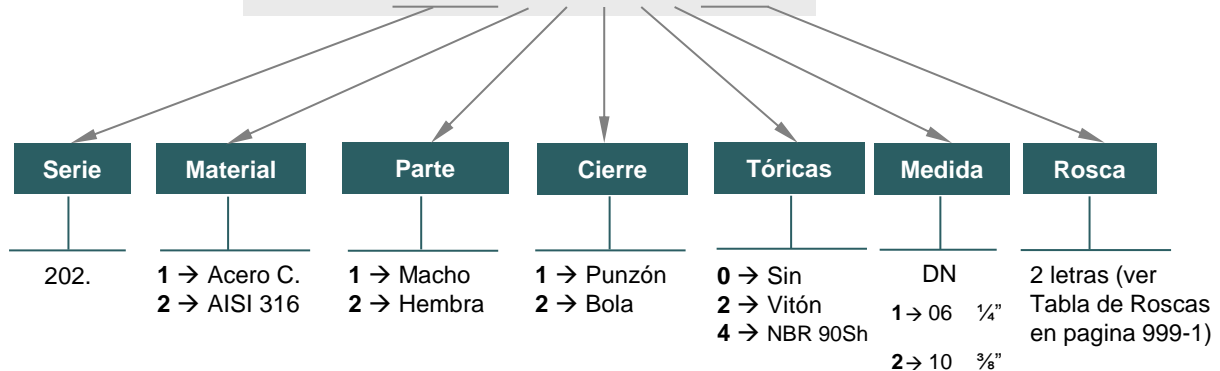 Serie
Material
Parte
Cierre
Tóricas
Medida
Rosca
202.
1 → Acero C.
2 → AISI 316
1 → Macho
2 → Hembra
1 → Punzón
2 → Bola
0 → Sin
2 → Vitón
4 → NBR 90Sh
DN
1 → 06 ¼”
2 → 10 ⅜”
2 letras (ver
Tabla de Roscas
en pagina 999-1)